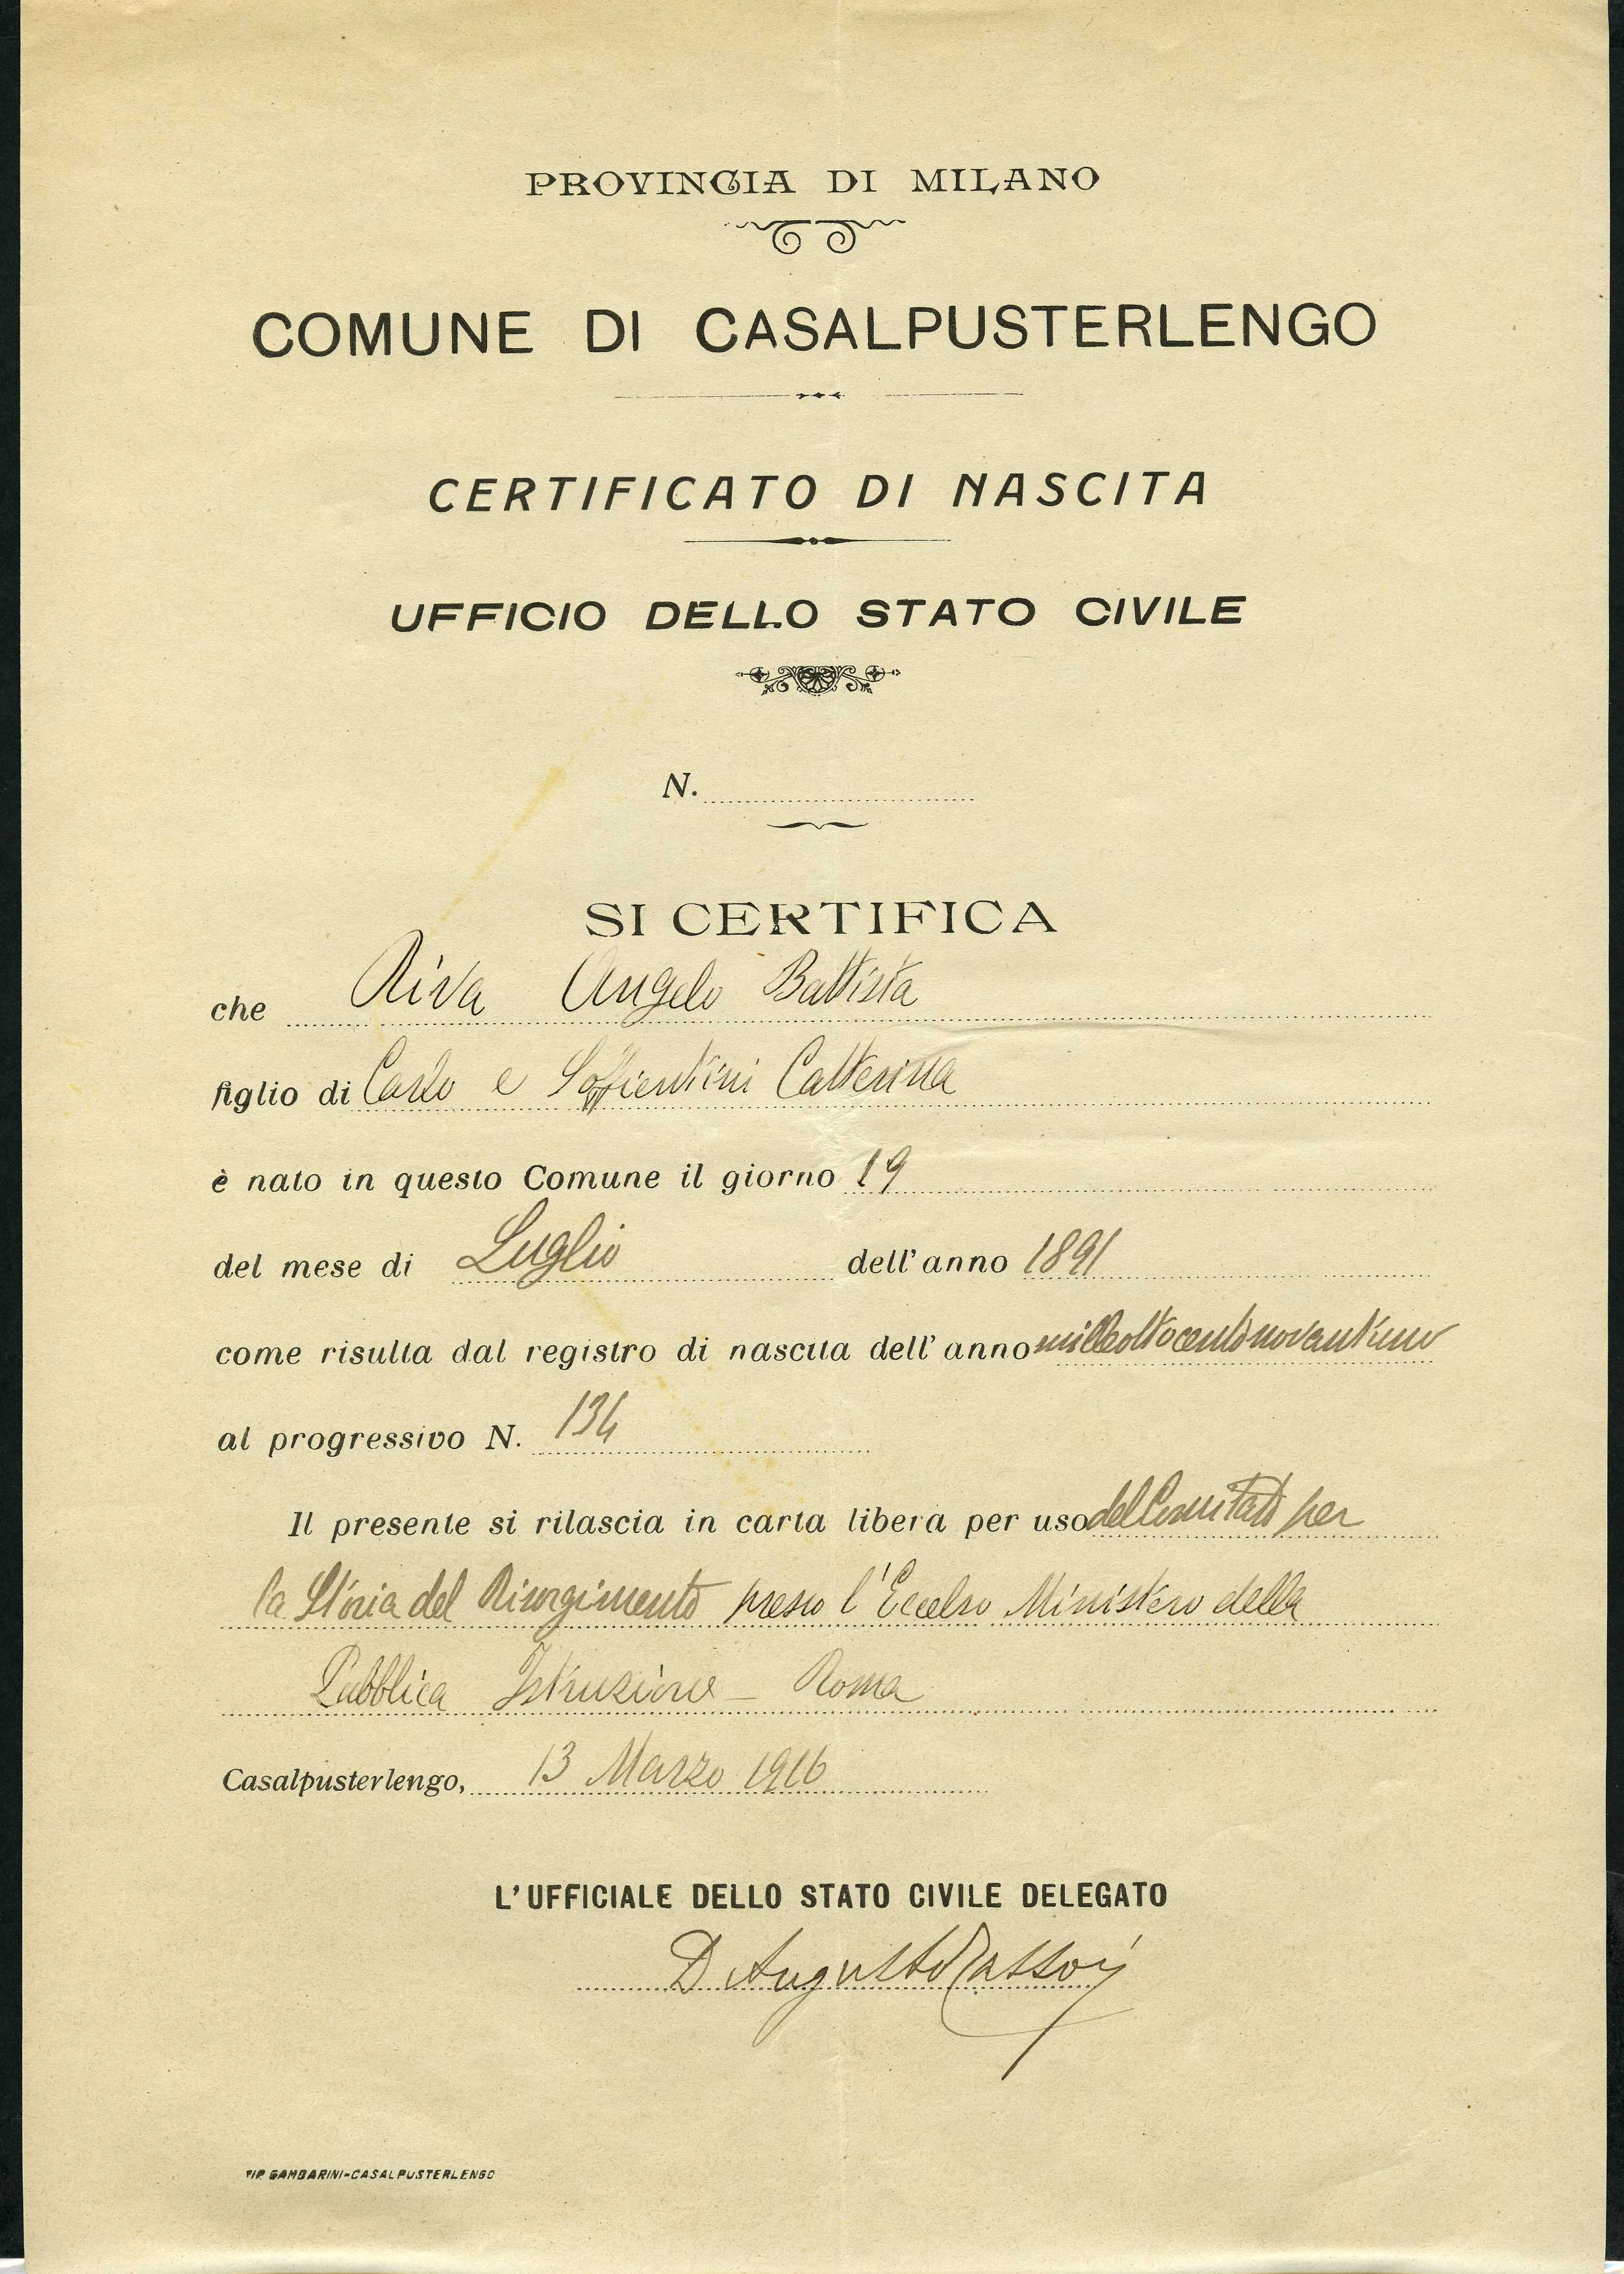 PROVINCIA DI MILANO
COMUNE DI CASALPUSTERLENGO
CERTIFICATO DI NASCITA
UFFICIO DELLO STATO CIVILE
N.
SI CERTIFICA
che Riva Angelo Battista
figlio di Carlo e Soffientini Catterina
è nato in questo Comune il giorno 19
del mese di Luglio dell'anno 1891
come risulta dal registro di nascita dell'anno milleottocentonovantuno
al progressivo N. 134
Il presente si rilascia in carta libera per uso del Comitato per
la Storia del Risorgimento presso l'Eccelso Ministero della
Pubblica Istruzione - Roma
Casalpusterlengo, 13 Marzo 1916
L'UFFICIALE DELLO STATO CIVILE DELEGATO
D Augusto
TIP GAMBARINI-CASALPUSTERLENGO